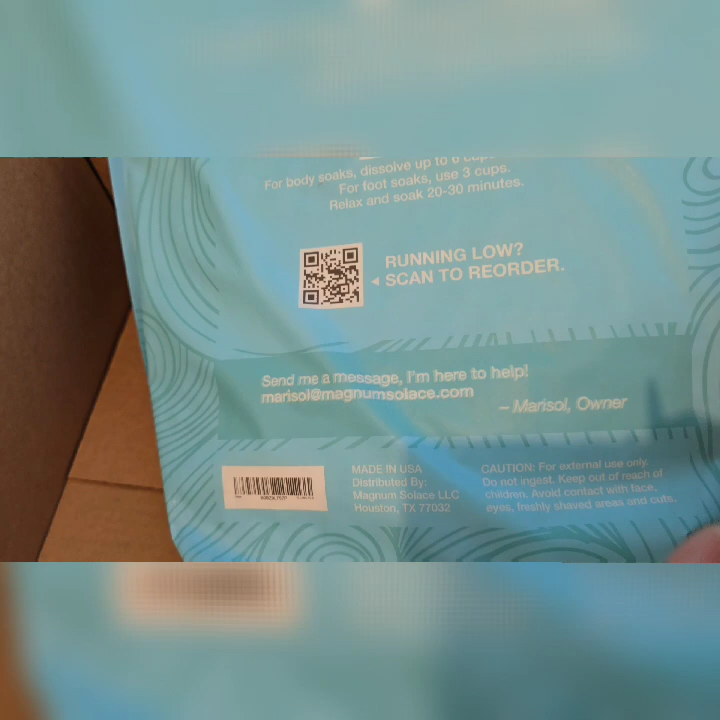 For body soaks, dissolve up to 6 cups.
For foot soaks, use 3 cups.
Relax and soak 20-30 minutes.
RUNNING LOW?
SCAN TO REORDER.
Send me a message, I'm here to help!
marisol@magnumsolace.com
– Marisol, Owner
MADE IN USA
Distributed By:
Magnum Solace LLC
Houston, TX 77032
CAUTION: For external use only.
Do not ingest. Keep out of reach of
children. Avoid contact with face,
eyes, freshly shaved areas and cuts.